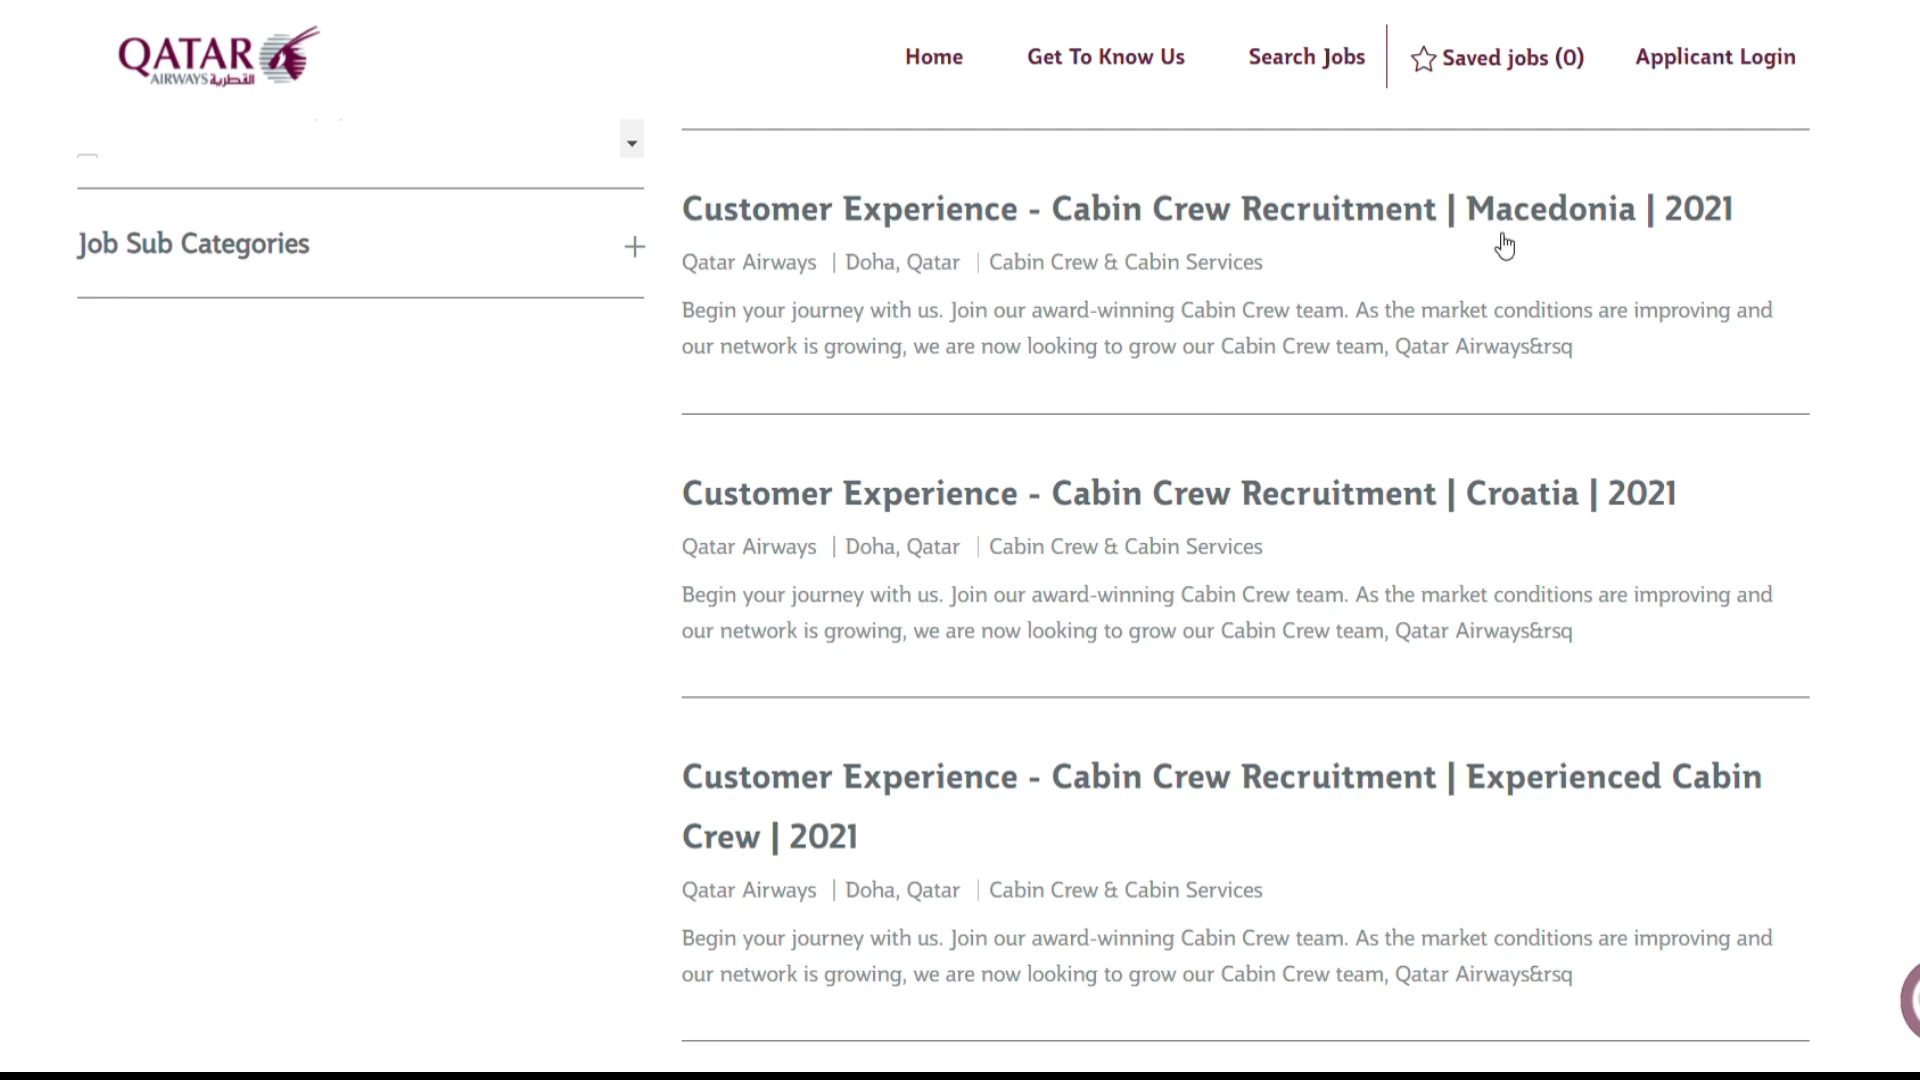 QATAR
AIRWAYS القطرية
Home
Get To Know Us
Search Jobs
Saved jobs (0)
Applicant Login
Job Sub Categories
Customer Experience - Cabin Crew Recruitment | Macedonia | 2021
Qatar Airways | Doha, Qatar | Cabin Crew & Cabin Services
Begin your journey with us. Join our award-winning Cabin Crew team. As the market conditions are improving and
our network is growing, we are now looking to grow our Cabin Crew team, Qatar Airways&rsq
Customer Experience - Cabin Crew Recruitment | Croatia | 2021
Qatar Airways | Doha, Qatar | Cabin Crew & Cabin Services
Begin your journey with us. Join our award-winning Cabin Crew team. As the market conditions are improving and
our network is growing, we are now looking to grow our Cabin Crew team, Qatar Airways&rsq
Customer Experience - Cabin Crew Recruitment | Experienced Cabin
Crew | 2021
Qatar Airways | Doha, Qatar | Cabin Crew & Cabin Services
Begin your journey with us. Join our award-winning Cabin Crew team. As the market conditions are improving and
our network is growing, we are now looking to grow our Cabin Crew team, Qatar Airways&rsq